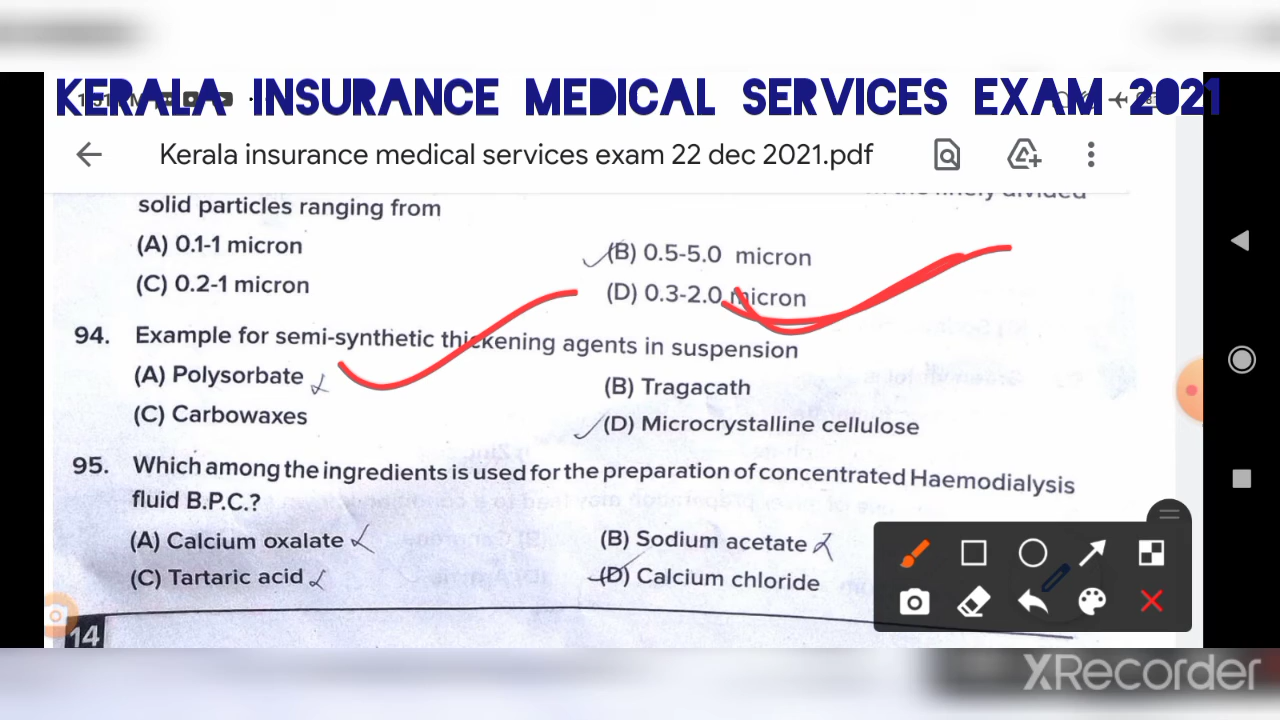 KERALA INSURANCE MEDICAL SERVICES EXAM 2021
Kerala insurance medical services exam 22 dec 2021.pdf
finely divided
solid particles ranging from
(A) 0.1-1 micron
(B) 0.5-5.0 micron
(C) 0.2-1 micron
(D) 0.3-2.0 micron
94. Example for semi-synthetic thickening agents in suspension
(A) Polysorbate
(B) Tragacath
(C) Carbowaxes
(D) Microcrystalline cellulose
95. Which among the ingredients is used for the preparation of concentrated Haemodialysis
fluid B.P.C.?
(A) Calcium oxalate
(B) Sodium acetate
(C) Tartaric acid
(D) Calcium chloride
14
XRecorder